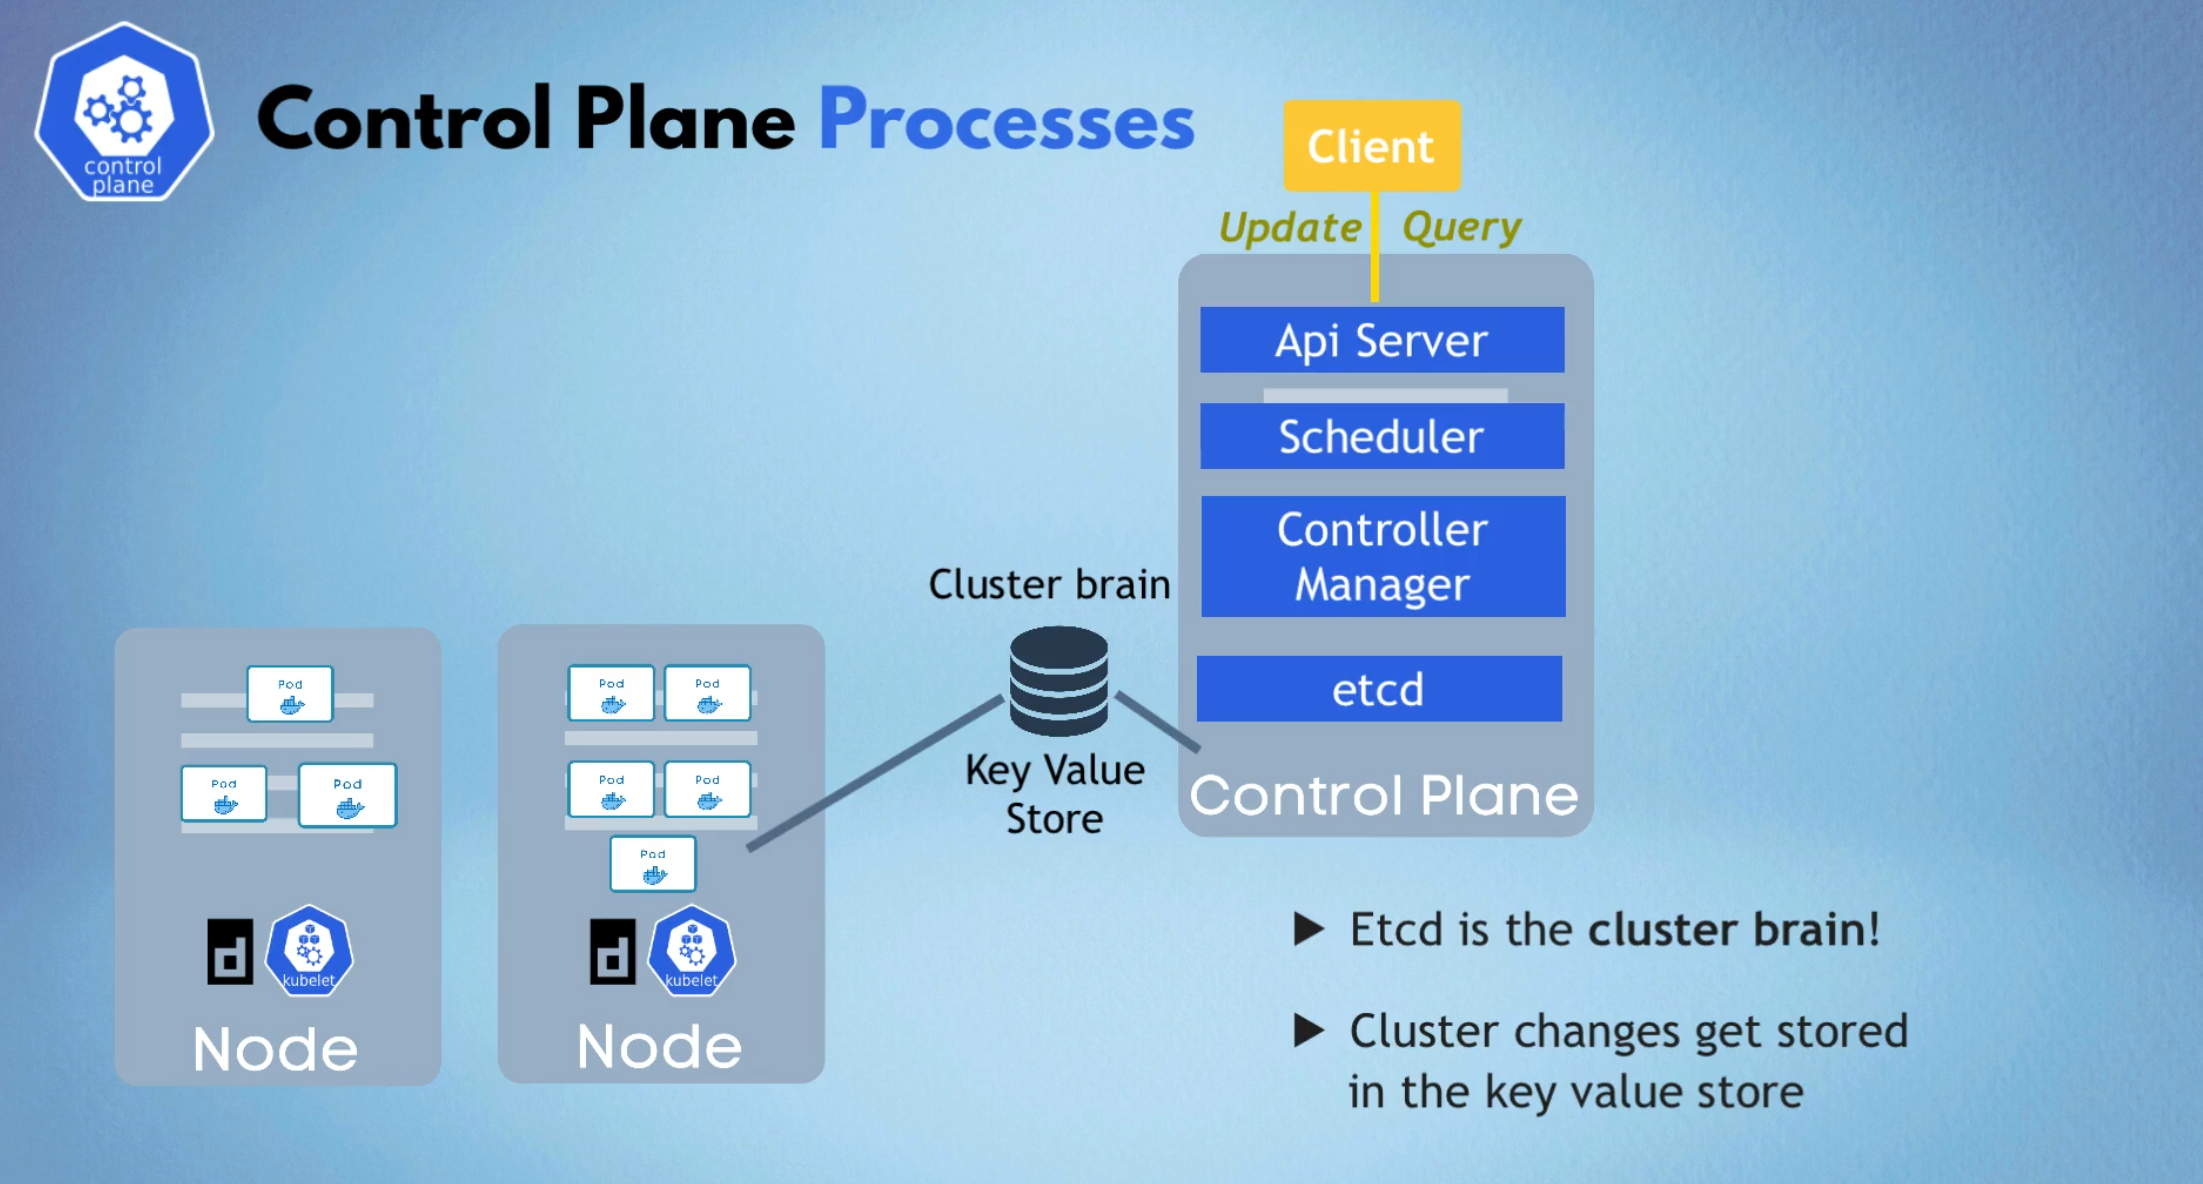 control
plane
Control Plane Processes
Client
Update Query
Api Server
Scheduler
Controller
Manager
etcd
Control Plane
Cluster brain
Key Value
Store
Pod
Pod
Pod
d
kubelet
Node
Pod
Pod
Pod
Pod
Pod
d
kubelet
Node
▶ Etcd is the cluster brain!
▶ Cluster changes get stored
in the key value store